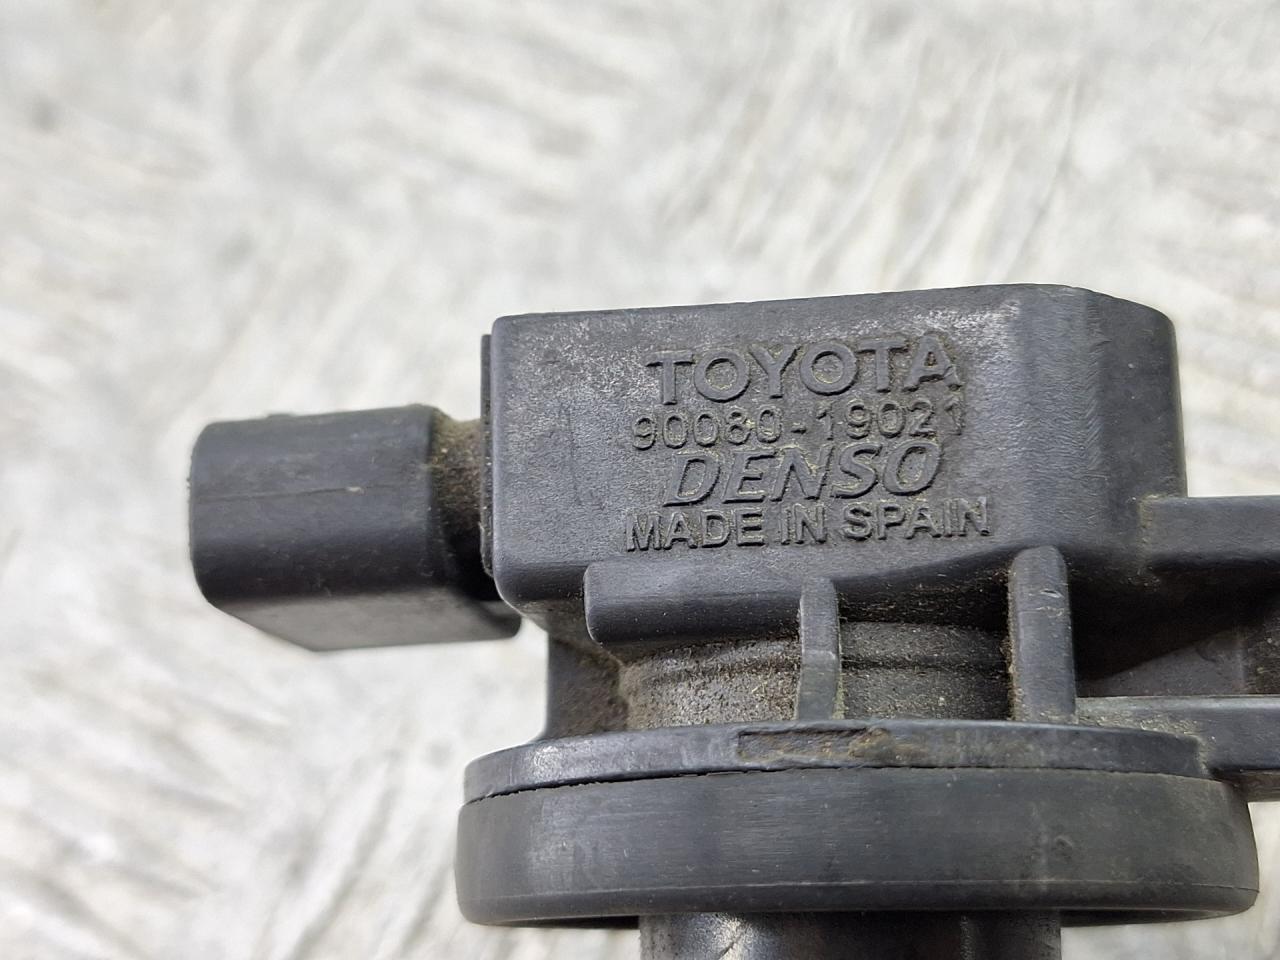 TOYOTA
90080-19021
DENSO
MADE IN SPAIN